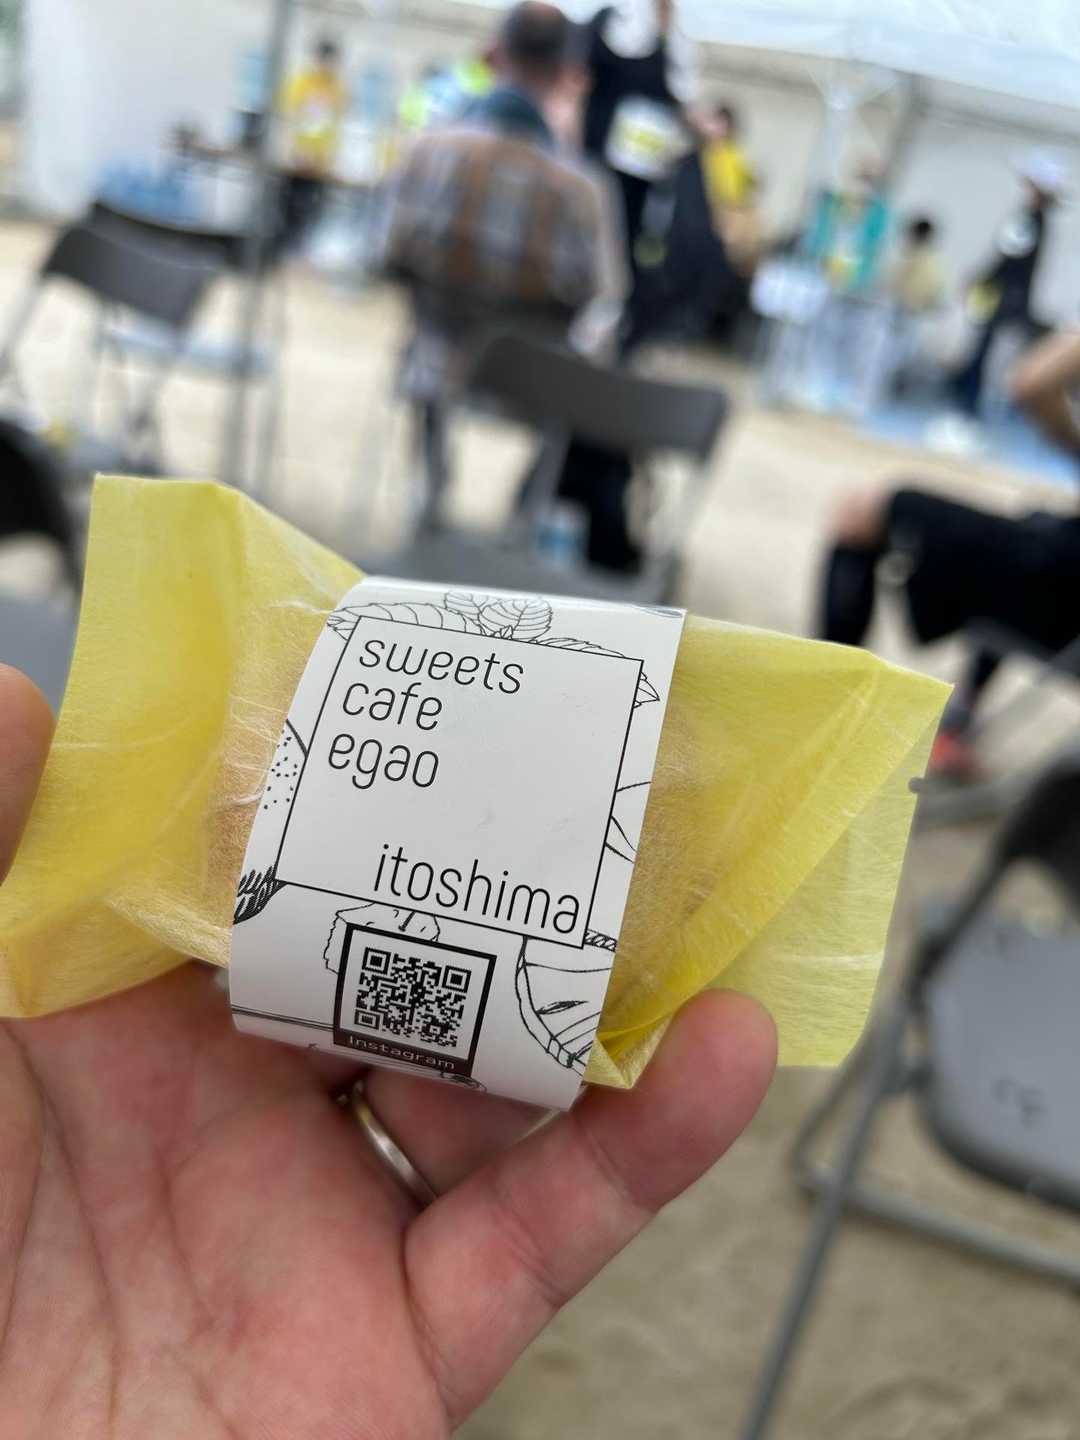 sweets
cafe
egao
itoshima
Instagram